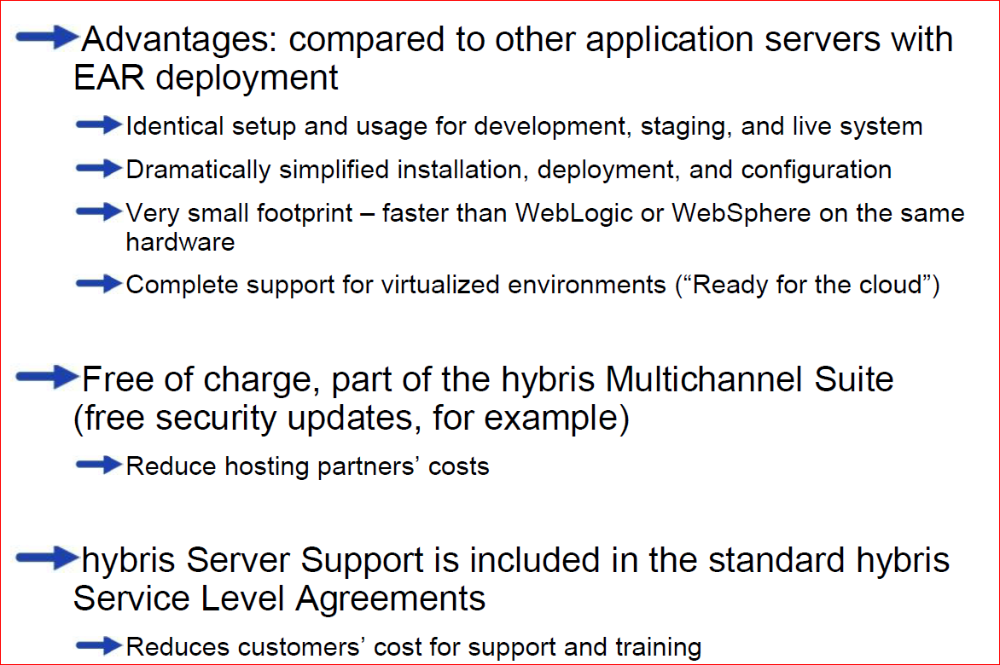 Advantages: compared to other application servers with
EAR deployment
Identical setup and usage for development, staging, and live system
Dramatically simplified installation, deployment, and configuration
Very small footprint – faster than WebLogic or WebSphere on the same
hardware
Complete support for virtualized environments (“Ready for the cloud”)
Free of charge, part of the hybris Multichannel Suite
(free security updates, for example)
Reduce hosting partners’ costs
hybris Server Support is included in the standard hybris
Service Level Agreements
Reduces customers’ cost for support and training